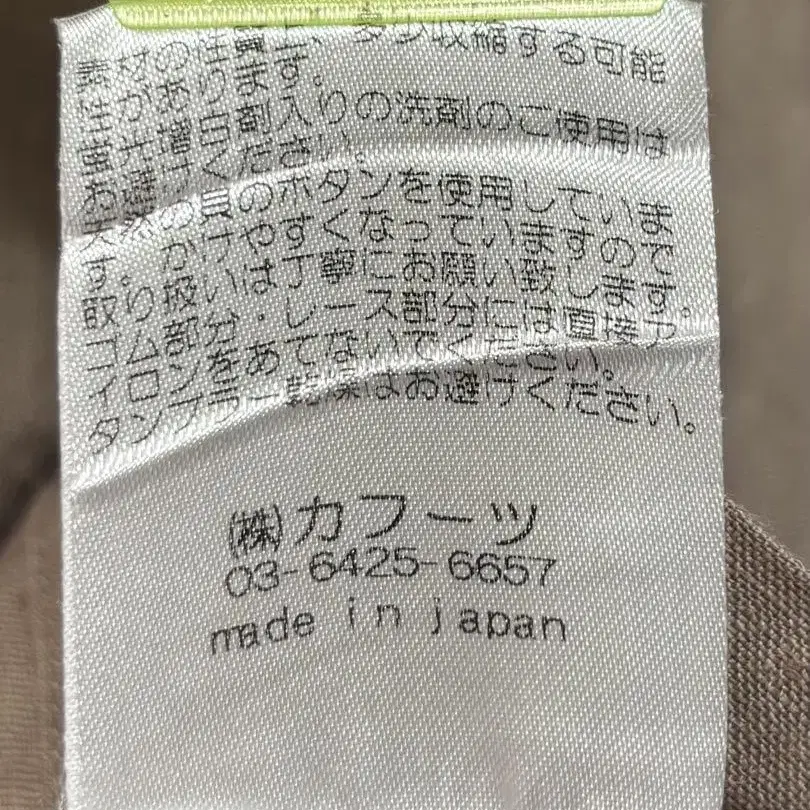 素材の性質上、多少収縮する可能
性があります。
蛍光増白剤入りの洗剤のご使用は
お避けください。
天然の貝のボタンを使用していま
す。かけやすくなっていますので
取り扱いは丁寧にお願い致します。
ゴム部分・レース部分には直接ア
イロンをあてないでください。
タンブラー乾燥はお避けください。
㈱カフーツ
03-6425-6657
made in japan